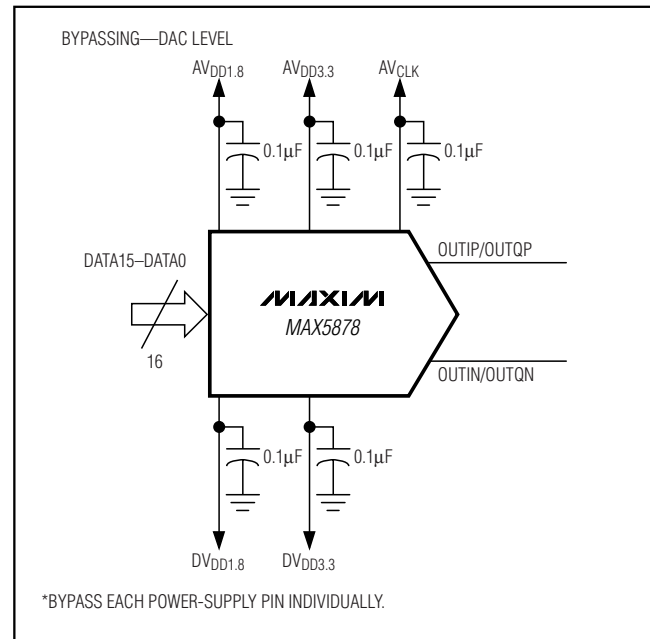 BYPASSING—DAC LEVEL
AVDD1.8 AVDD3.3 AVCLK
0.1µF 0.1µF 0.1µF
DATA15–DATA0
OUTIP/OUTQP
MAXIM
MAX5878
16
OUTIN/OUTQN
0.1µF 0.1µF
DVDD1.8 DVDD3.3
*BYPASS EACH POWER-SUPPLY PIN INDIVIDUALLY.